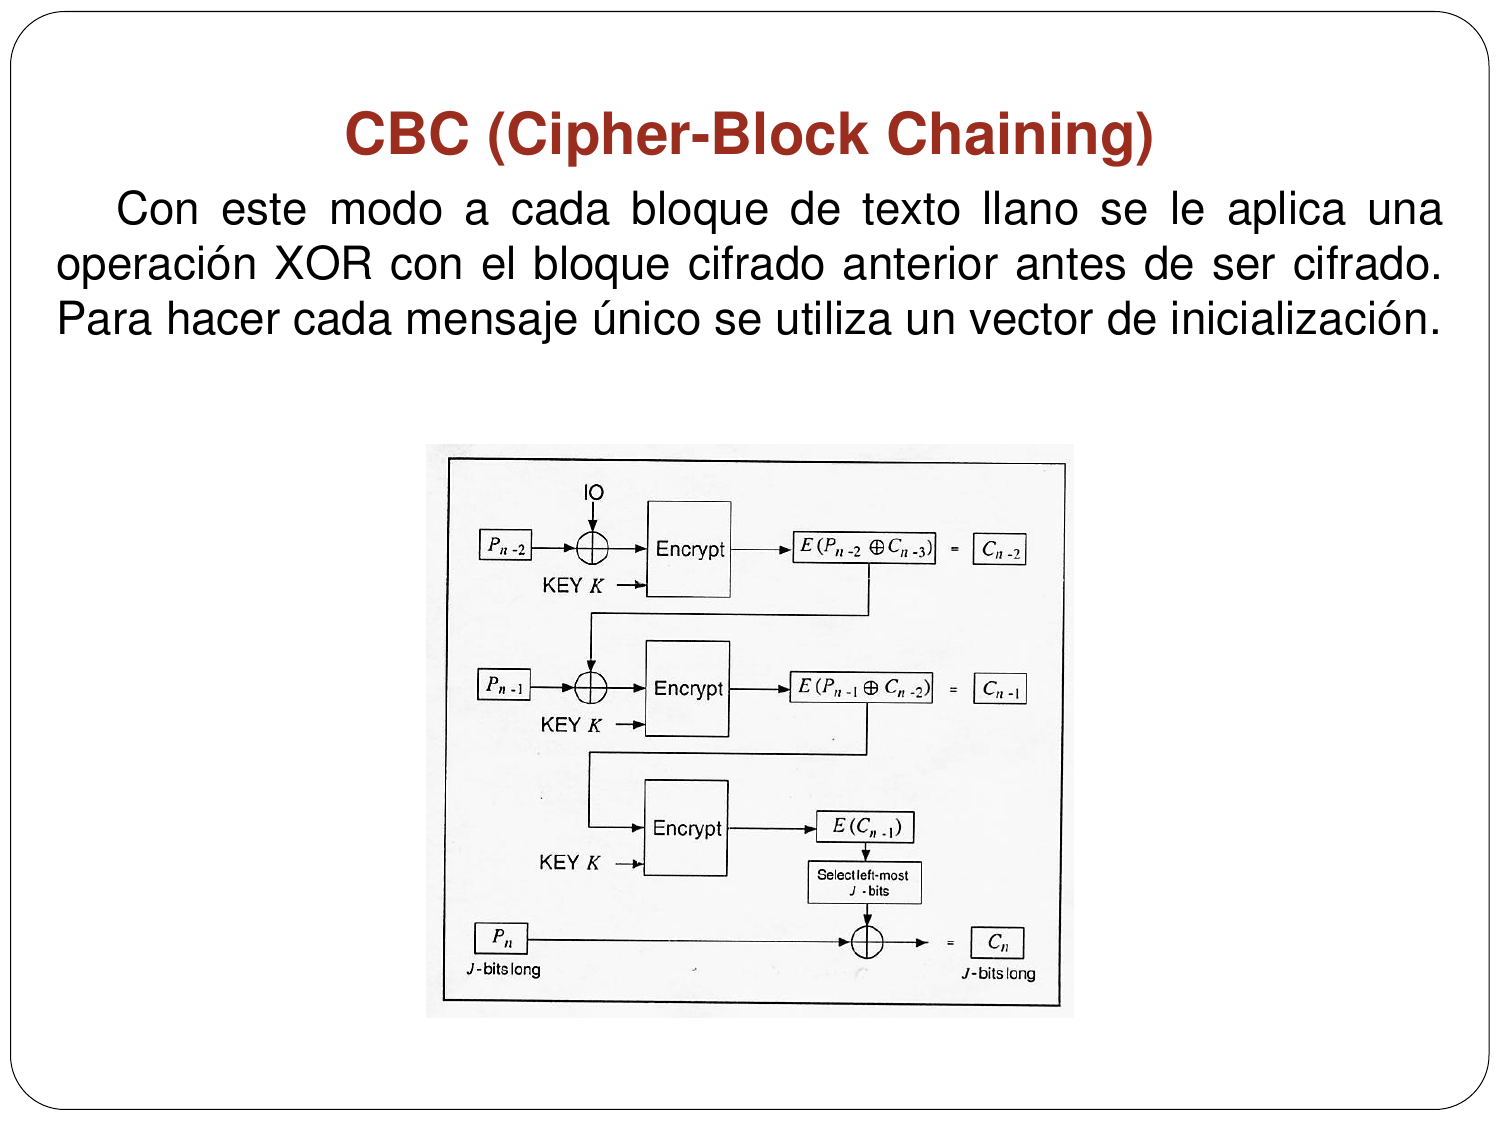 CBC (Cipher-Block Chaining)
Con este modo a cada bloque de texto llano se le aplica una
operación XOR con el bloque cifrado anterior antes de ser cifrado.
Para hacer cada mensaje único se utiliza un vector de inicialización.
IO
P_{n-2} Encrypt E(P_{n-2} ⊕ C_{n-3}) = C_{n-2}
KEY K
P_{n-1} Encrypt E(P_{n-1} ⊕ C_{n-2}) = C_{n-1}
KEY K
Encrypt E(C_{n-1})
KEY K
Select left-most
J - bits
P_n = C_n
J-bits long J-bits long